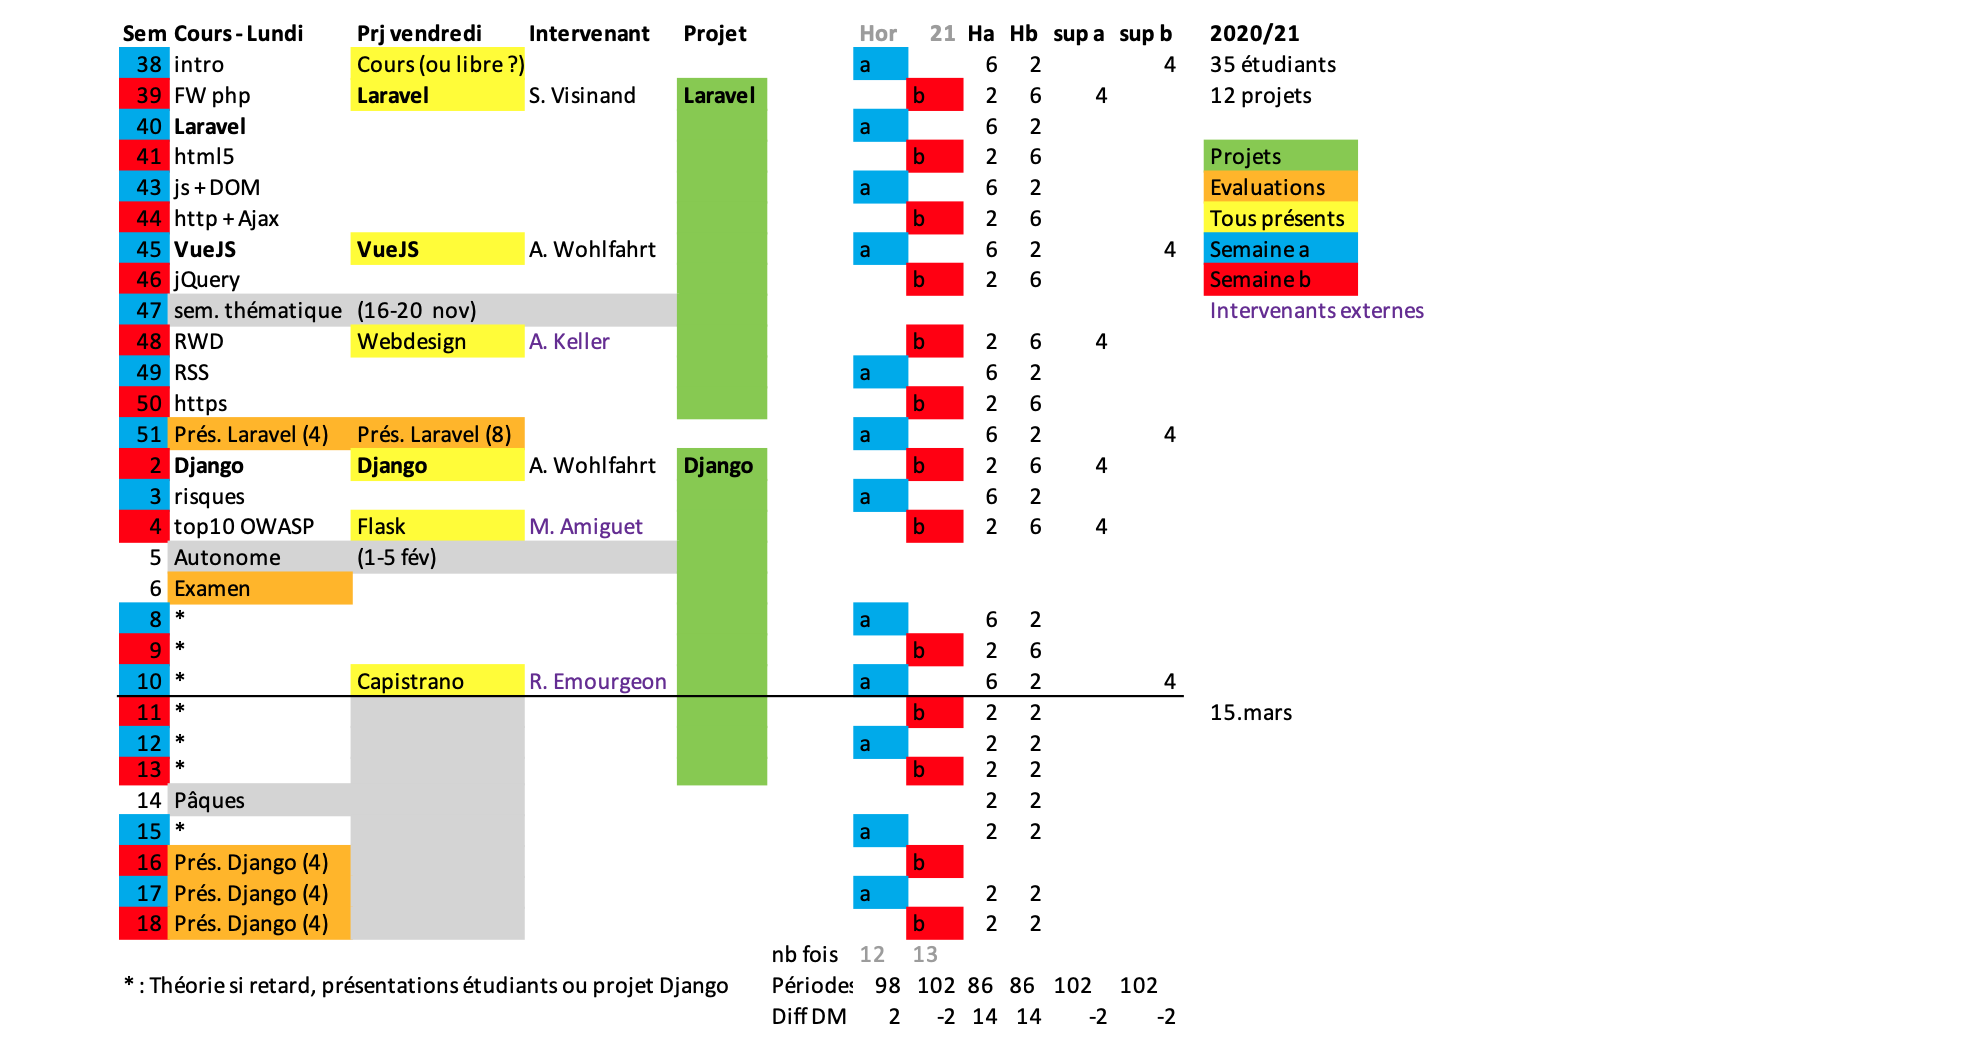 Sem Cours - Lundi Prj vendredi Intervenant Projet Hor 21 Ha Hb sup a sup b 2020/21
38 intro Cours (ou libre ?) a 6 2 4 35 étudiants
39 FW php Laravel S. Visinand Laravel b 2 6 4 12 projets
40 Laravel a 6 2
41 html5 b 2 6 Projets
43 js + DOM a 6 2 Evaluations
44 http + Ajax b 2 6 Tous présents
45 VueJS VueJS A. Wohlfahrt a 6 2 4 Semaine a
46 jQuery b 2 6 Semaine b
47 sem. thématique (16-20 nov) Intervenants externes
48 RWD Webdesign A. Keller b 2 6 4
49 RSS a 6 2
50 https b 2 6
51 Prés. Laravel (4) Prés. Laravel (8) a 6 2 4
2 Django Django A. Wohlfahrt Django b 2 6 4
3 risques a 6 2
4 top10 OWASP Flask M. Amiguet b 2 6 4
5 Autonome (1-5 fév)
6 Examen
8 * a 6 2
9 * b 2 6
10 * Capistrano R. Emourgeon a 6 2 4
11 * b 2 2 15.mars
12 * a 2 2
13 * b 2 2
14 Pâques 2 2
15 * a 2 2
16 Prés. Django (4) b
17 Prés. Django (4) a 2 2
18 Prés. Django (4) b 2 2
nb fois 12 13
* : Théorie si retard, présentations étudiants ou projet Django Périodes 98 102 86 86 102 102
Diff DM 2 -2 14 14 -2 -2